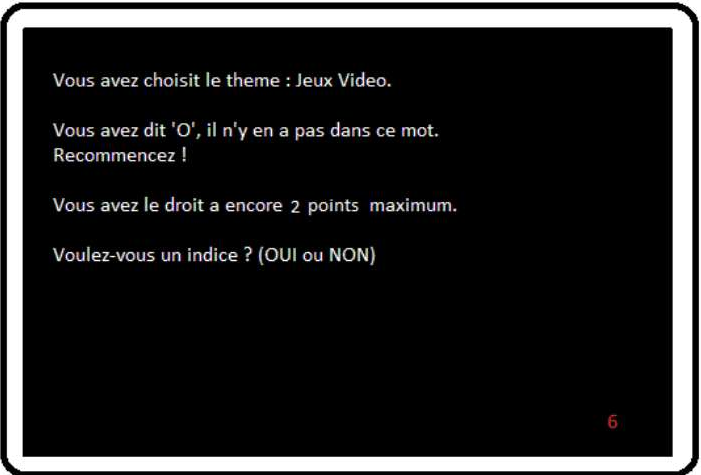 Vous avez choisit le theme : Jeux Video.
Vous avez dit 'O', il n'y en a pas dans ce mot.
Recommencez !
Vous avez le droit a encore 2 points maximum.
Voulez-vous un indice ? (OUI ou NON)
6